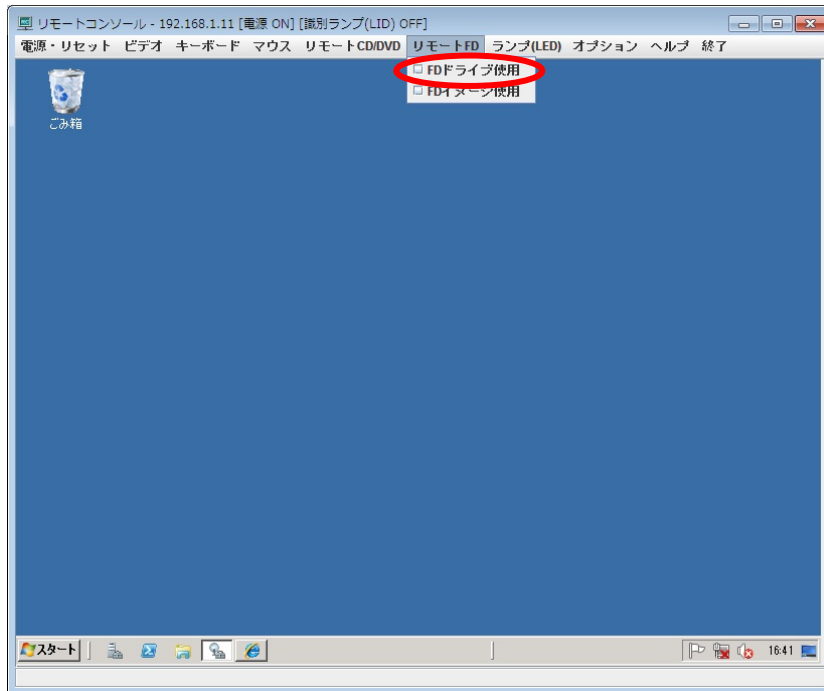 リモートコンソール - 192.168.1.11 [電源 ON] [識別ランプ(LID) OFF]
電源・リセット ビデオ キーボード マウス リモートCD/DVD リモートFD ランプ(LED) オプション ヘルプ 終了
FDドライブ使用
FDイメージ使用
ごみ箱
スタート 16:41